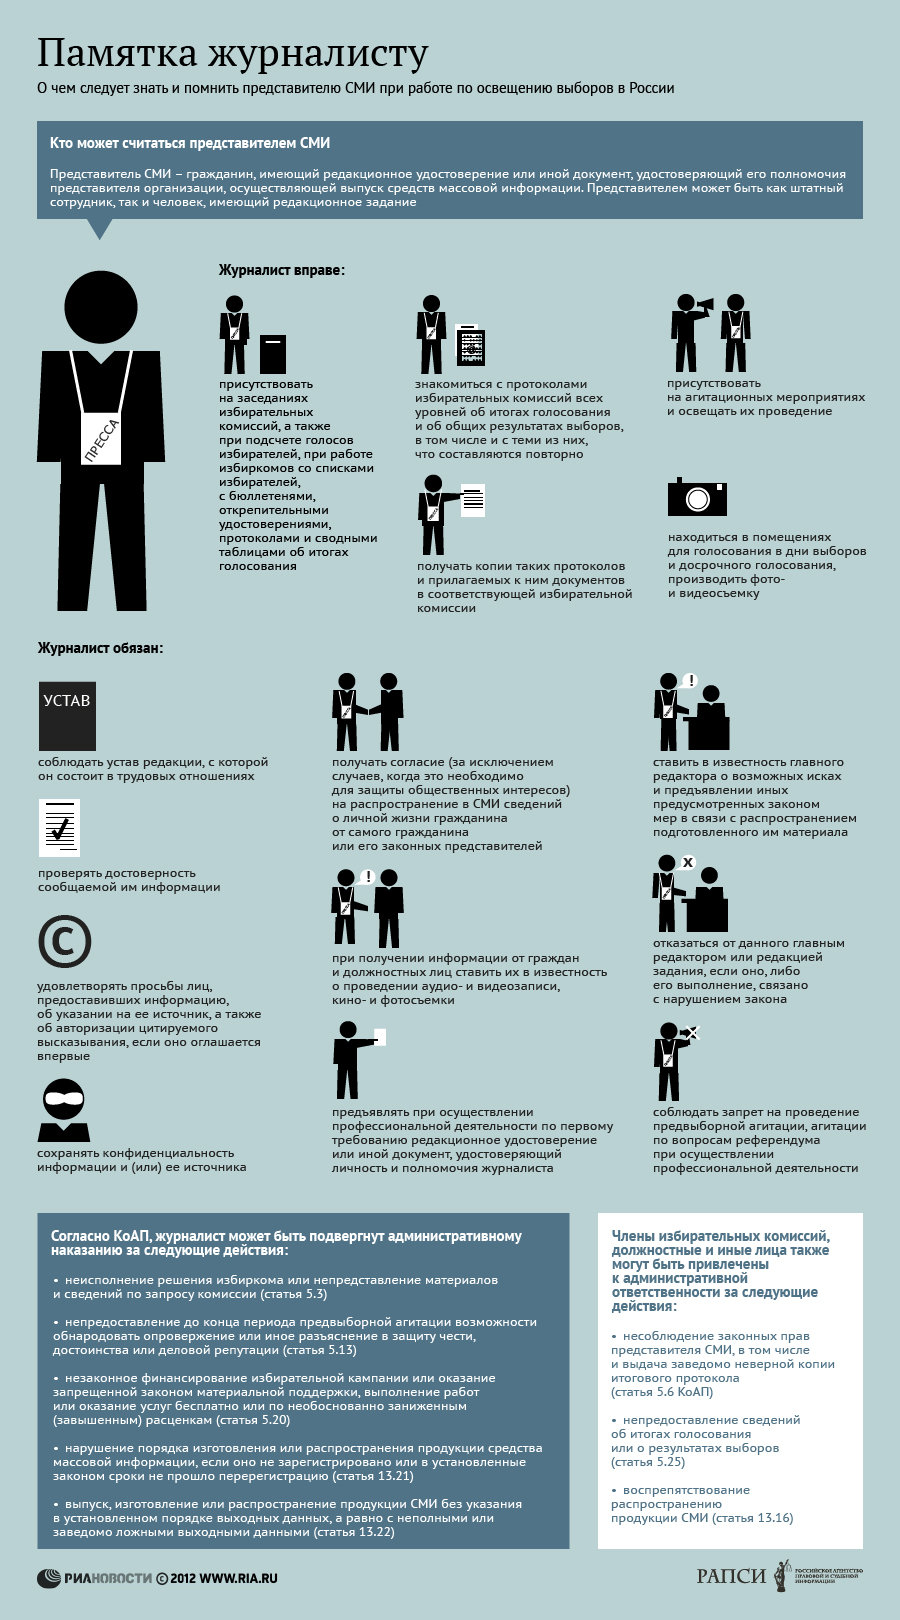 Памятка журналисту
О чем следует знать и помнить представителю СМИ при работе по освещению выборов в России
Кто может считаться представителем СМИ
Представитель СМИ – гражданин, имеющий редакционное удостоверение или иной документ, удостоверяющий его полномочия
представителя организации, осуществляющей выпуск средств массовой информации. Представителем может быть как штатный
сотрудник, так и человек, имеющий редакционное задание
ПРЕССА
Журналист вправе:
присутствовать
на заседаниях
избирательных
комиссий, а также
при подсчете голосов
избирателей, при работе
избиркомов со списками
избирателей,
с бюллетенями,
открепительными
удостоверениями,
протоколами и сводными
таблицами об итогах
голосования
знакомиться с протоколами
избирательных комиссий всех
уровней об итогах голосования
и об общих результатах выборов,
в том числе и с теми из них,
что составляются повторно
получать копии таких протоколов
и прилагаемых к ним документов
в соответствующей избирательной
комиссии
присутствовать
на агитационных мероприятиях
и освещать их проведение
находиться в помещениях
для голосования в дни выборов
и досрочного голосования,
производить фото-
и видеосъемку
Журналист обязан:
УСТАВ
соблюдать устав редакции, с которой
он состоит в трудовых отношениях
проверять достоверность
сообщаемой им информации
©
удовлетворять просьбы лиц,
предоставивших информацию,
об указании на ее источник, а также
об авторизации цитируемого
высказывания, если оно оглашается
впервые
сохранять конфиденциальность
информации и (или) ее источника
получать согласие (за исключением
случаев, когда это необходимо
для защиты общественных интересов)
на распространение в СМИ сведений
о личной жизни гражданина
от самого гражданина
или его законных представителей
!
при получении информации от граждан
и должностных лиц ставить их в известность
о проведении аудио- и видеозаписи,
кино- и фотосъемки
предъявлять при осуществлении
профессиональной деятельности по первому
требованию редакционное удостоверение
или иной документ, удостоверяющий
личность и полномочия журналиста
!
ставить в известность главного
редактора о возможных исках
и предъявлении иных
предусмотренных законом
мер в связи с распространением
подготовленного им материала
x
отказаться от данного главным
редактором или редакцией
задания, если оно, либо
его выполнение, связано
с нарушением закона
соблюдать запрет на проведение
предвыборной агитации, агитации
по вопросам референдума
при осуществлении
профессиональной деятельности
Согласно КоАП, журналист может быть подвергнут административному
наказанию за следующие действия:
• неисполнение решения избиркома или непредставление материалов
и сведений по запросу комиссии (статья 5.3)
• непредоставление до конца периода предвыборной агитации возможности
обнародовать опровержение или иное разъяснение в защиту чести,
достоинства или деловой репутации (статья 5.13)
• незаконное финансирование избирательной кампании или оказание
запрещенной законом материальной поддержки, выполнение работ
или оказание услуг бесплатно или по необоснованно заниженным
(завышенным) расценкам (статья 5.20)
• нарушение порядка изготовления или распространения продукции средства
массовой информации, если оно не зарегистрировано или в установленные
законом сроки не прошло перерегистрацию (статья 13.21)
• выпуск, изготовление или распространение продукции СМИ без указания
в установленном порядке выходных данных, а равно с неполными или
заведомо ложными выходными данными (статья 13.22)
Члены избирательных комиссий,
должностные и иные лица также
могут быть привлечены
к административной
ответственности за следующие
действия:
• несоблюдение законных прав
представителя СМИ, в том числе
и выдача заведомо неверной копии
итогового протокола
(статья 5.6 КоАП)
• непредоставление сведений
об итогах голосования
или о результатах выборов
(статья 5.25)
• воспрепятствование
распространению
продукции СМИ (статья 13.16)
РИАНОВОСТИ © 2012 WWW.RIA.RU
РАПСИ
РОССИЙСКОЕ АГЕНТСТВО
ПРАВОВОЙ И СУДЕБНОЙ
ИНФОРМАЦИИ